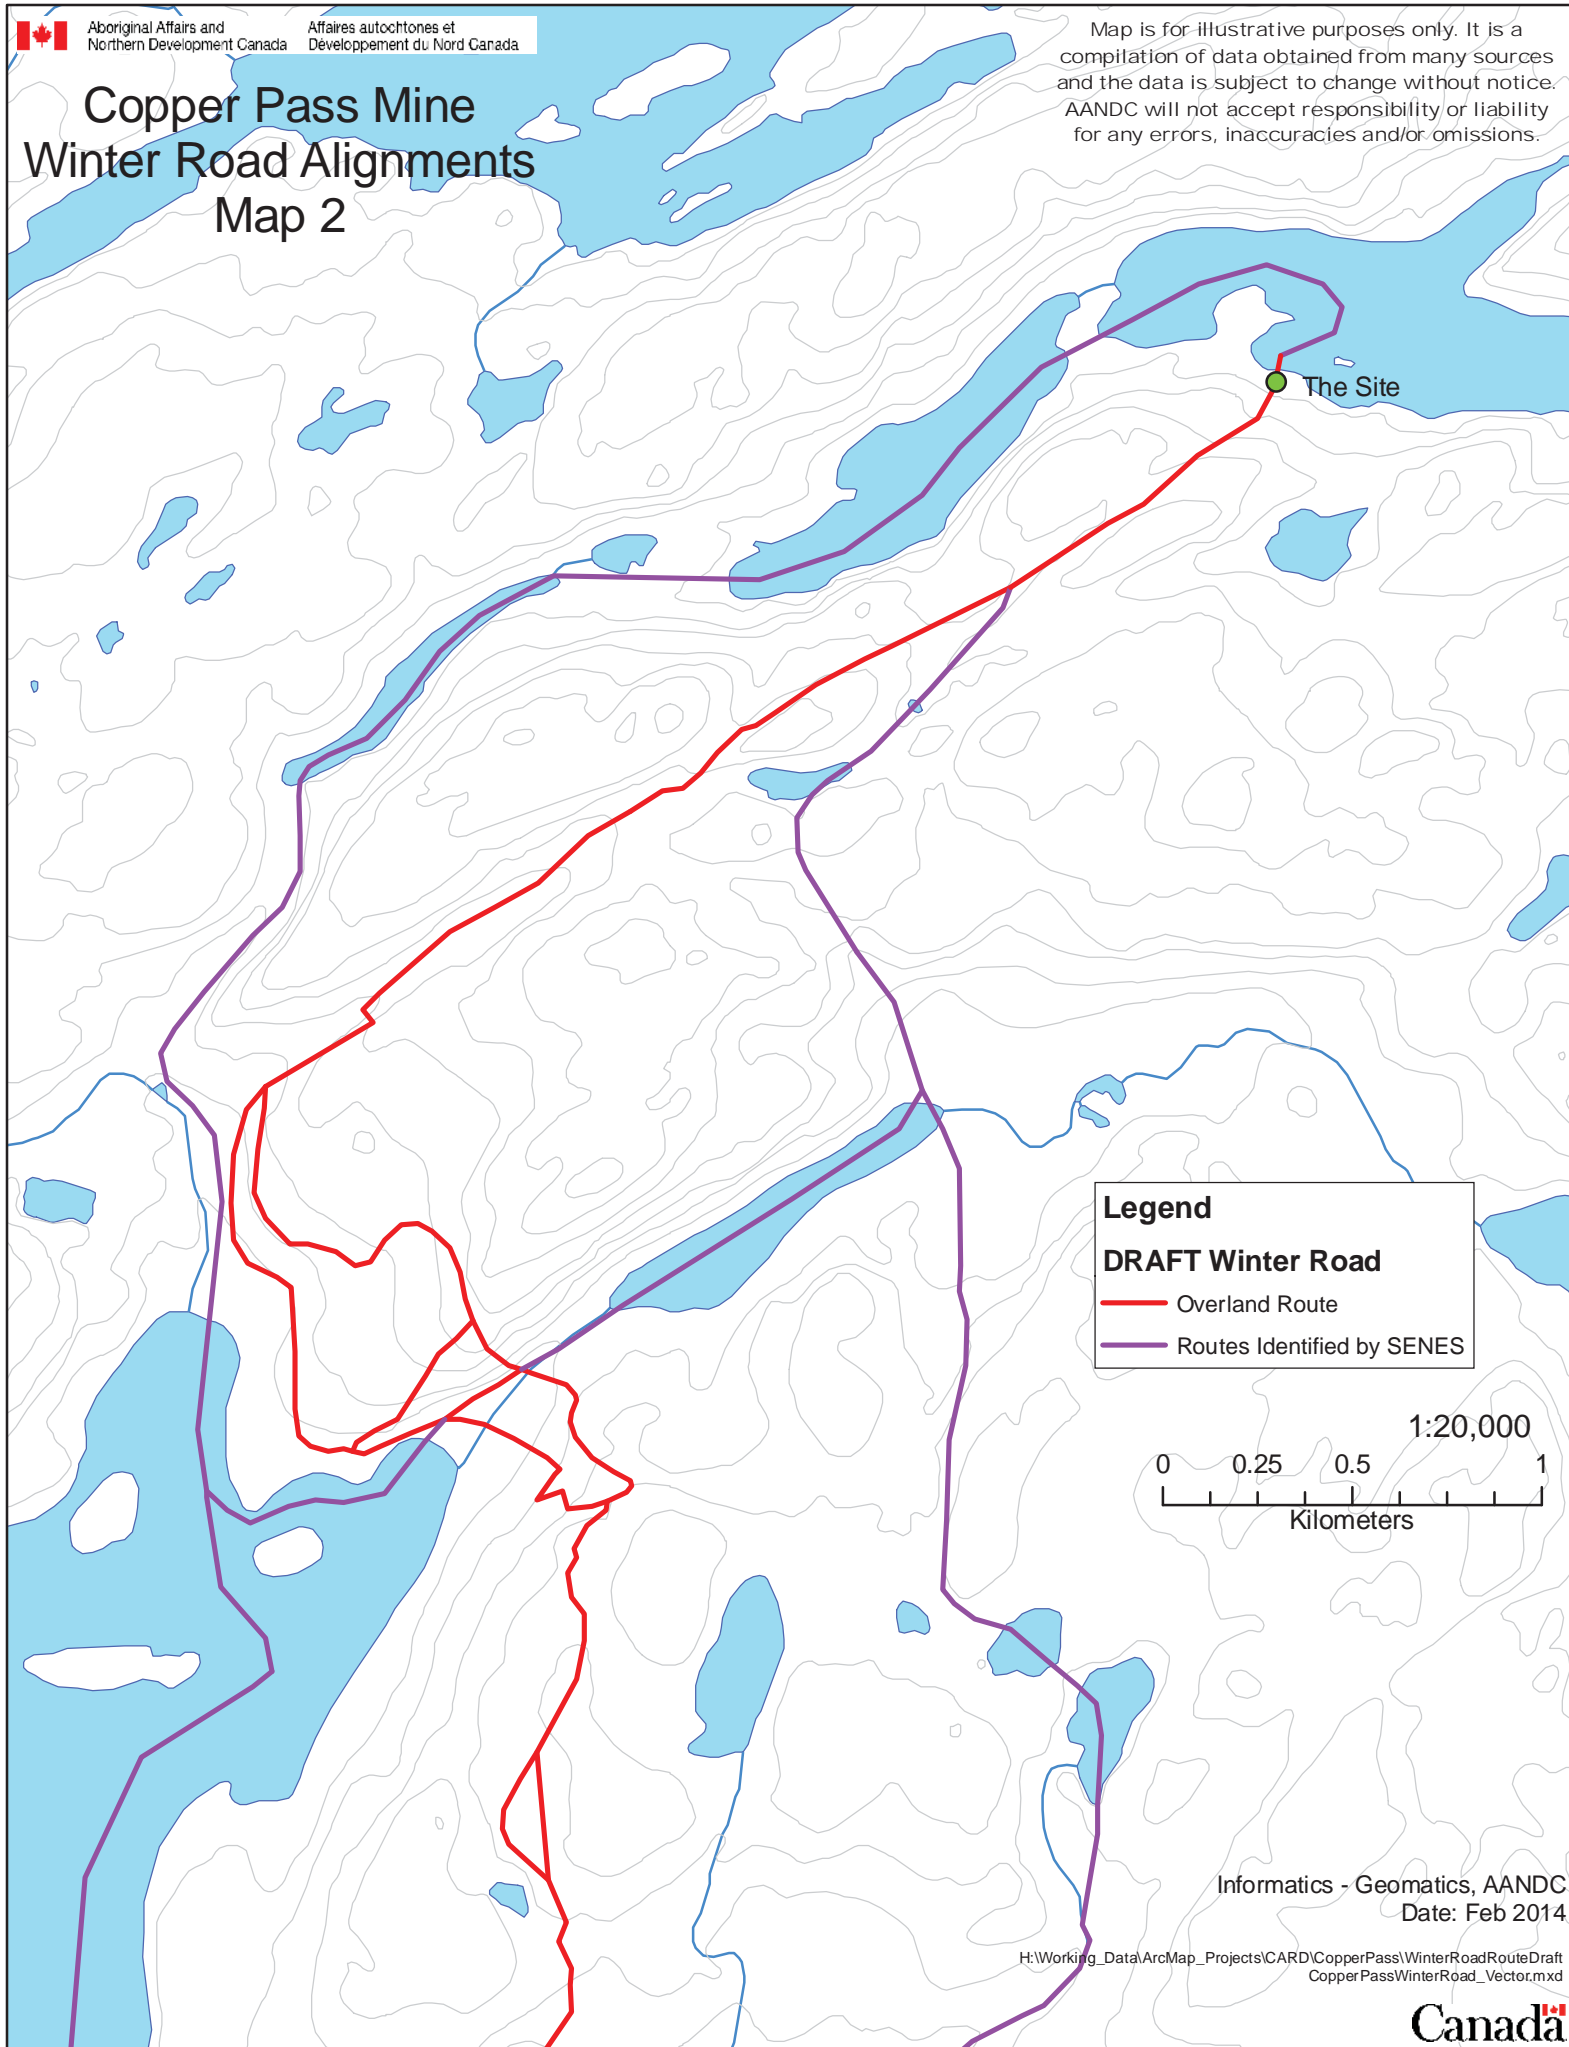 Aboriginal Affairs and
Northern Development Canada
Affaires autochtones et
Développement du Nord Canada
Copper Pass Mine
Winter Road Alignments
Map 2
Map is for illustrative purposes only. It is a
compilation of data obtained from many sources
and the data is subject to change without notice.
AANDC will not accept responsibility or liability
for any errors, inaccuracies and/or omissions.
The Site
Legend
DRAFT Winter Road
Overland Route
Routes Identified by SENES
1:20,000
0 0.25 0.5 1
Kilometers
Informatics - Geomatics, AANDC
Date: Feb 2014
H:\Working_Data\ArcMap_Projects\CARD\CopperPass\WinterRoadRouteDraft
CopperPassWinterRoad_Vector.mxd
Canada